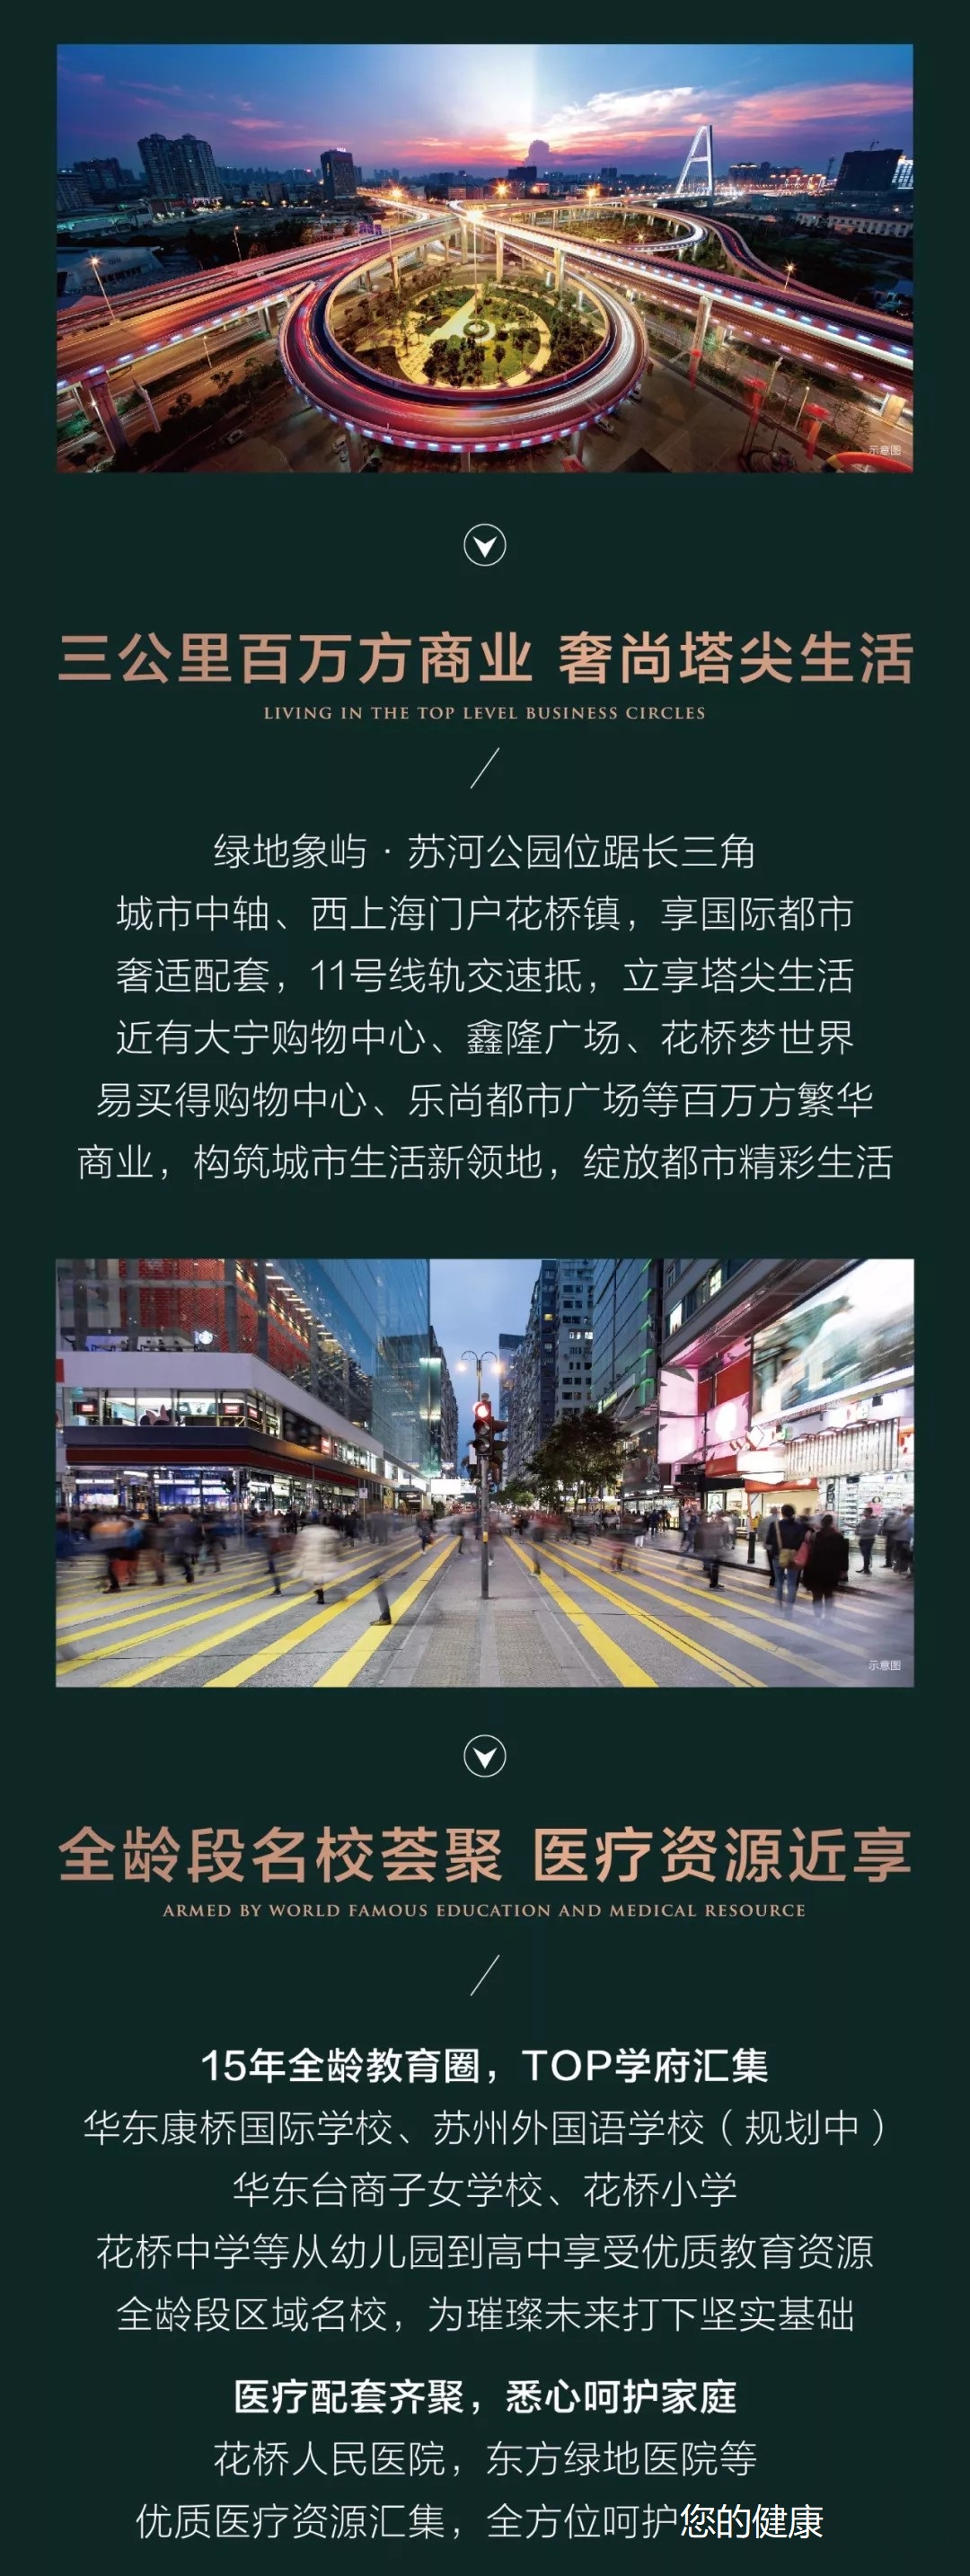 示意图
三公里百万方商业 奢尚塔尖生活
LIVING IN THE TOP LEVEL BUSINESS CIRCLES
绿地象屿·苏河公园位踞长三角
城市中轴、西上海门户花桥镇，享国际都市
奢适配套，11号线轨交速抵，立享塔尖生活
近有大宁购物中心、鑫隆广场、花桥梦世界
易买得购物中心、乐尚都市广场等百万方繁华
商业，构筑城市生活新领地，绽放都市精彩生活
示意图
全龄段名校荟聚 医疗资源近享
ARMED BY WORLD FAMOUS EDUCATION AND MEDICAL RESOURCE
15年全龄教育圈，TOP学府汇集
华东康桥国际学校、苏州外国语学校（规划中）
华东台商子女学校、花桥小学
花桥中学等从幼儿园到高中享受优质教育资源
全龄段区域名校，为璀璨未来打下坚实基础
医疗配套齐聚，悉心呵护家庭
花桥人民医院，东方绿地医院等
优质医疗资源汇集，全方位呵护您的健康